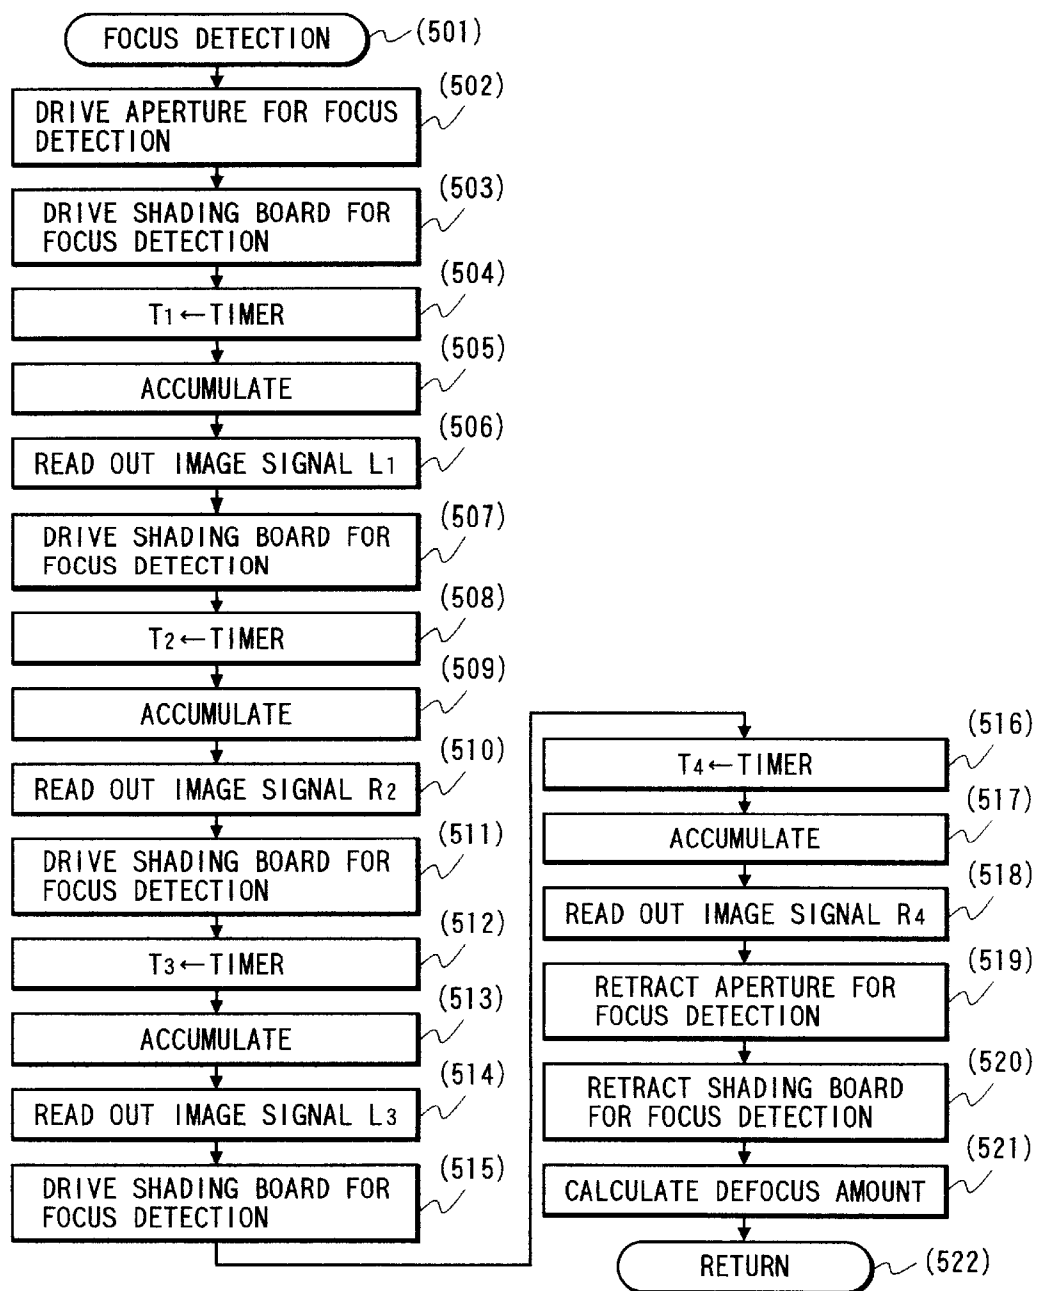 FOCUS DETECTION
(501)
(502)
DRIVE APERTURE FOR FOCUS
DETECTION
(503)
DRIVE SHADING BOARD FOR
FOCUS DETECTION
(504)
T1←TIMER
(505)
ACCUMULATE
(506)
READ OUT IMAGE SIGNAL L1
(507)
DRIVE SHADING BOARD FOR
FOCUS DETECTION
(508)
T2←TIMER
(509)
ACCUMULATE
(510)
READ OUT IMAGE SIGNAL R2
(511)
DRIVE SHADING BOARD FOR
FOCUS DETECTION
(512)
T3←TIMER
(513)
ACCUMULATE
(514)
READ OUT IMAGE SIGNAL L3
(515)
DRIVE SHADING BOARD FOR
FOCUS DETECTION
(516)
T4←TIMER
(517)
ACCUMULATE
(518)
READ OUT IMAGE SIGNAL R4
(519)
RETRACT APERTURE FOR
FOCUS DETECTION
(520)
RETRACT SHADING BOARD
FOR FOCUS DETECTION
(521)
CALCULATE DEFOCUS AMOUNT
RETURN
(522)